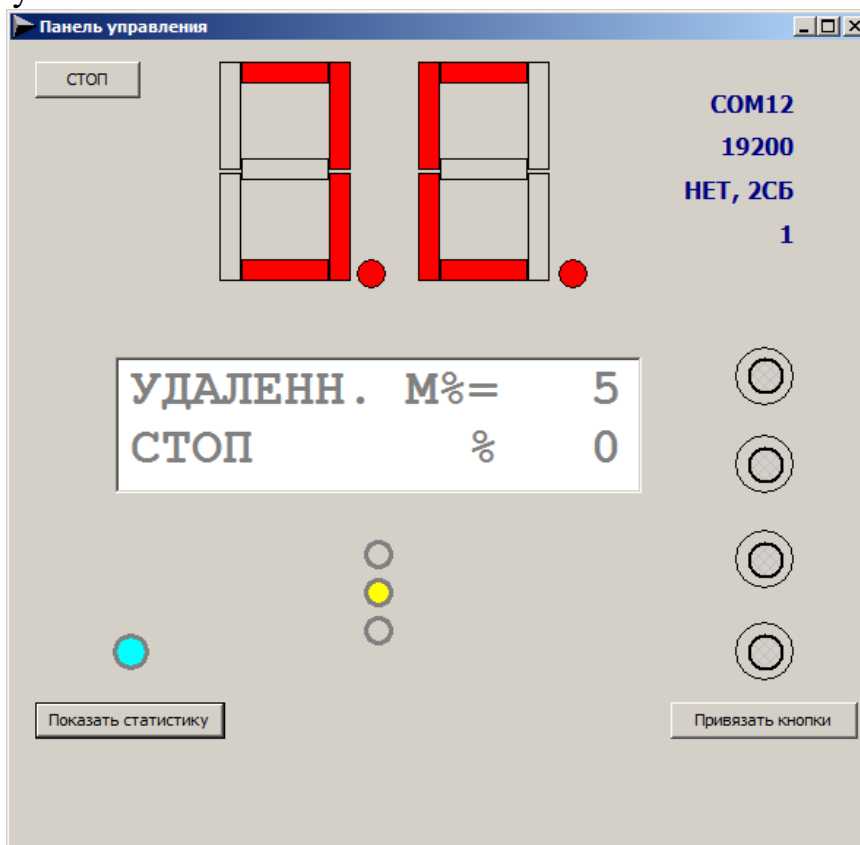 Панель управления
СТОП
COM12
19200
НЕТ, 2СБ
1
УДАЛЕНН. М%= 5
СТОП % 0
Показать статистику
Привязать кнопки